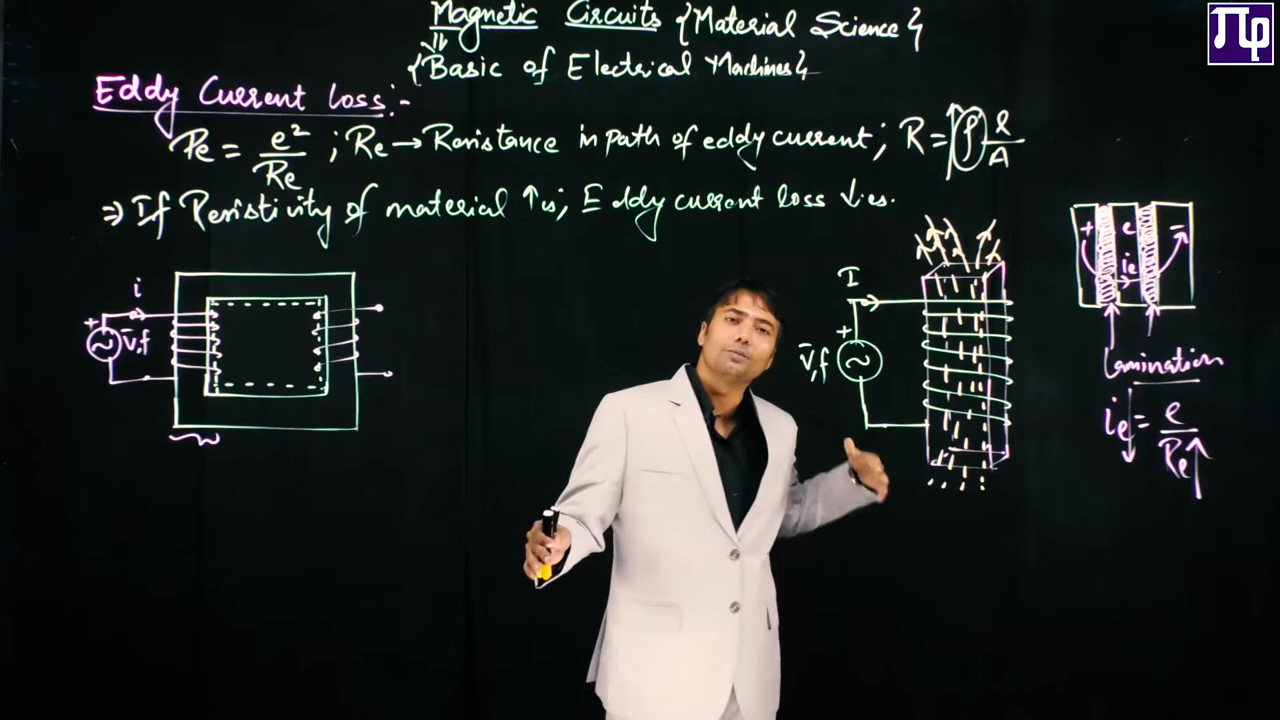 Magnetic Circuits {Material Science}
{Basic of Electrical Machines}
Eddy Current Loss:-
Pe = e²/Re ; Re → Resistance in path of eddy current; R = ρ l/A
⇒ If Resistivity of material ↑es; Eddy current loss ↓es.
i
+
V̄,f
I
+
V̄,f
+ e -
ie
Lamination
ie↓ = e/Re↑
Πφ